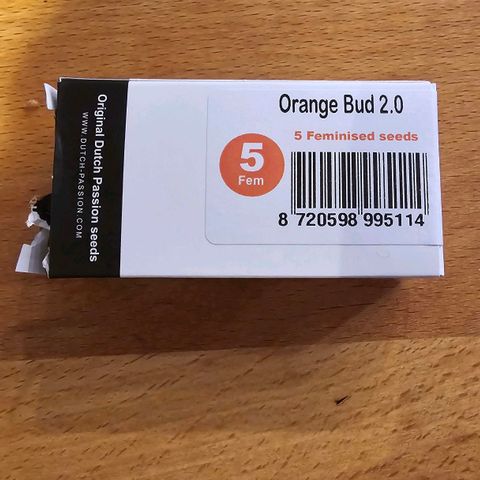 Original Dutch Passion seeds
WWW.DUTCH-PASSION.COM
Orange Bud 2.0
5 Feminised seeds
5
Fem
8 720598 995114